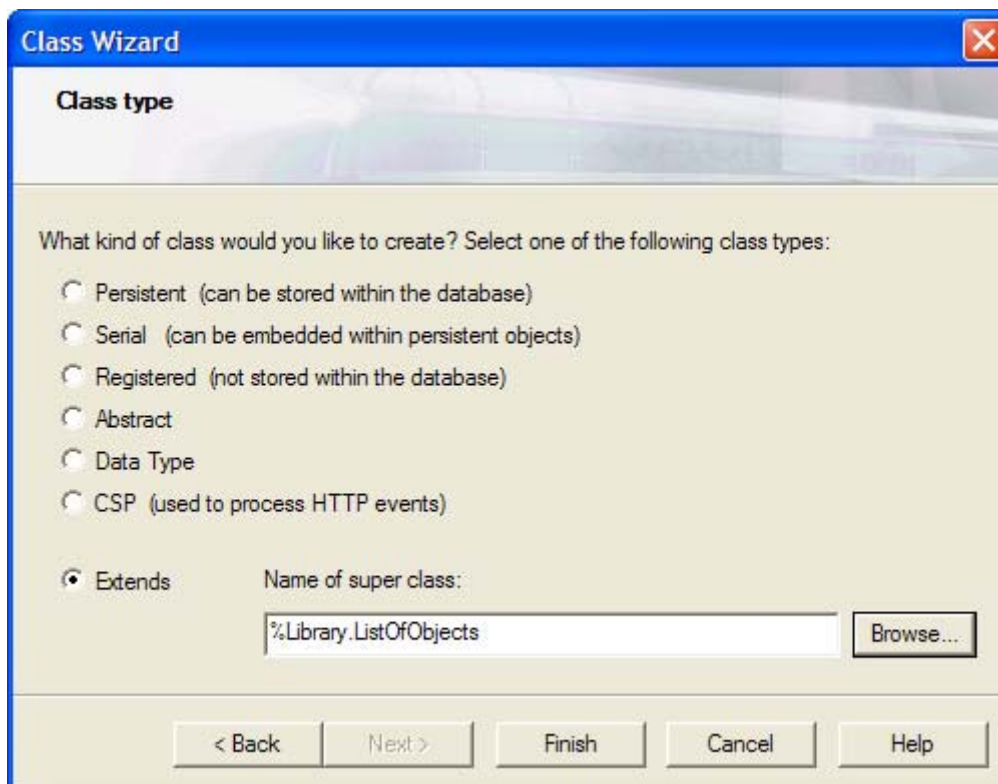 Class Wizard
Class type
What kind of class would you like to create? Select one of the following class types:
Persistent (can be stored within the database)
Serial (can be embedded within persistent objects)
Registered (not stored within the database)
Abstract
Data Type
CSP (used to process HTTP events)
Extends
Name of super class:
%Library.ListOfObjects
Browse...
< Back
Next >
Finish
Cancel
Help